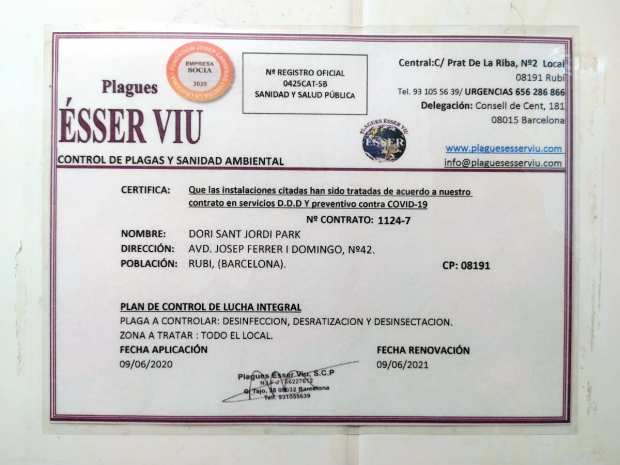 EMPRESA
SOCIA
2020
Plagues
ÉSSER VIU
CONTROL DE PLAGAS Y SANIDAD AMBIENTAL
Nº REGISTRO OFICIAL
0425CAT-SB
SANIDAD Y SALUD PÚBLICA
PLAGUES ESSER VIU
ESSER
Central:C/ Prat De La Riba, Nº2 Local
08191 Rubí
Tel. 93 105 56 39/ URGENCIAS 656 286 866
Delegación: Consell de Cent, 181
08015 Barcelona
www.plaguesesserviu.com
info@plaguesesserviu.com
CERTIFICA: Que las instalaciones citadas han sido tratadas de acuerdo a nuestro
contrato en servicios D.D.D Y preventivo contra COVID-19
Nº CONTRATO: 1124-7
NOMBRE: DORI SANT JORDI PARK
DIRECCIÓN: AVD. JOSEP FERRER I DOMINGO, Nº42.
POBLACIÓN: RUBI, (BARCELONA). CP: 08191
PLAN DE CONTROL DE LUCHA INTEGRAL
PLAGA A CONTROLAR: DESINFECCION, DESRATIZACION Y DESINSECTACION.
ZONA A TRATAR : TODO EL LOCAL.
FECHA APLICACIÓN FECHA RENOVACIÓN
09/06/2020 09/06/2021
Plagues Ésser Viu, S.C.P
Barcelona
Telf. 931055639